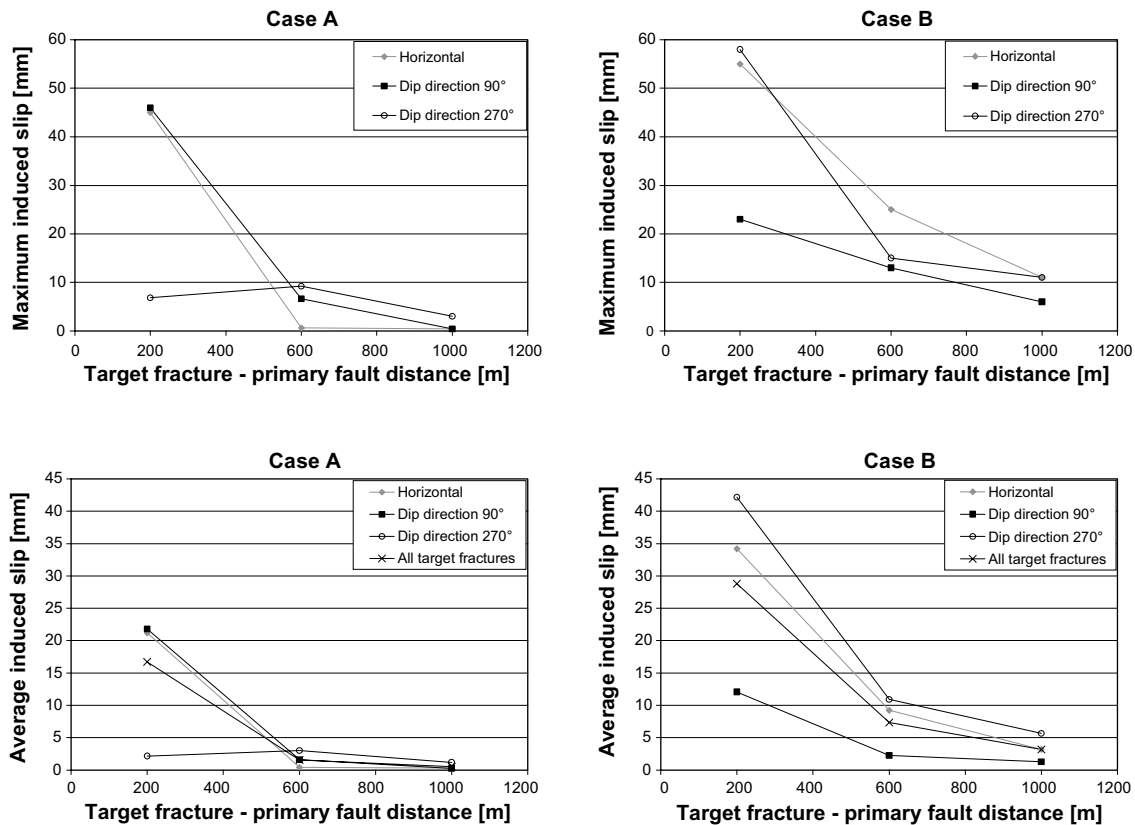 Case A
Maximum induced slip [mm]
60
50
40
30
20
10
0
0 200 400 600 800 1000 1200
Target fracture - primary fault distance [m]
Horizontal
Dip direction 90°
Dip direction 270°
Case B
Maximum induced slip [mm]
60
50
40
30
20
10
0
0 200 400 600 800 1000 1200
Target fracture - primary fault distance [m]
Horizontal
Dip direction 90°
Dip direction 270°
Case A
Average induced slip [mm]
45
40
35
30
25
20
15
10
5
0
0 200 400 600 800 1000 1200
Target fracture - primary fault distance [m]
Horizontal
Dip direction 90°
Dip direction 270°
All target fractures
Case B
Average induced slip [mm]
45
40
35
30
25
20
15
10
5
0
0 200 400 600 800 1000 1200
Target fracture - primary fault distance [m]
Horizontal
Dip direction 90°
Dip direction 270°
All target fractures